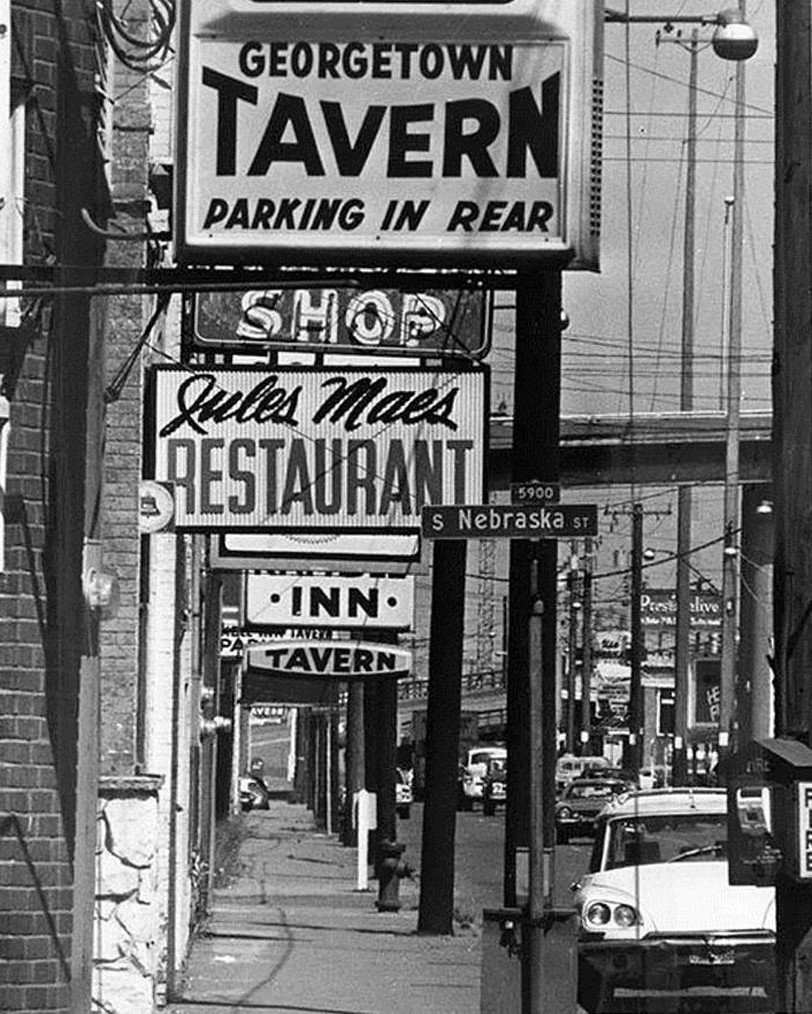 GEORGETOWN
TAVERN
PARKING IN REAR
SHOP
Jules Maes
RESTAURANT
5900
S Nebraska ST
INN
TAVERN